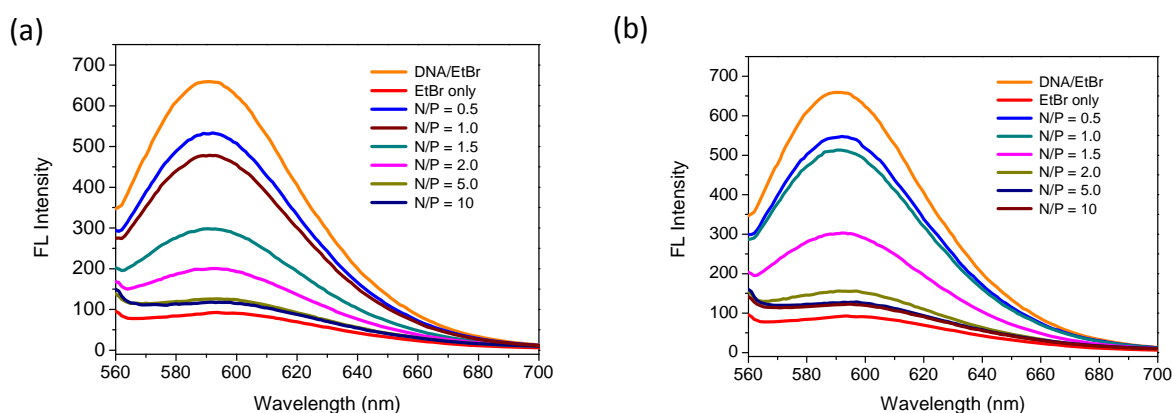 (a)
700
600
500
400
300
200
100
0
FL Intensity
560 580 600 620 640 660 680 700
Wavelength (nm)
DNA/EtBr
EtBr only
N/P = 0.5
N/P = 1.0
N/P = 1.5
N/P = 2.0
N/P = 5.0
N/P = 10
(b)
700
600
500
400
300
200
100
0
FL Intensity
560 580 600 620 640 660 680 700
Wavelength (nm)
DNA/EtBr
EtBr only
N/P = 0.5
N/P = 1.0
N/P = 1.5
N/P = 2.0
N/P = 5.0
N/P = 10